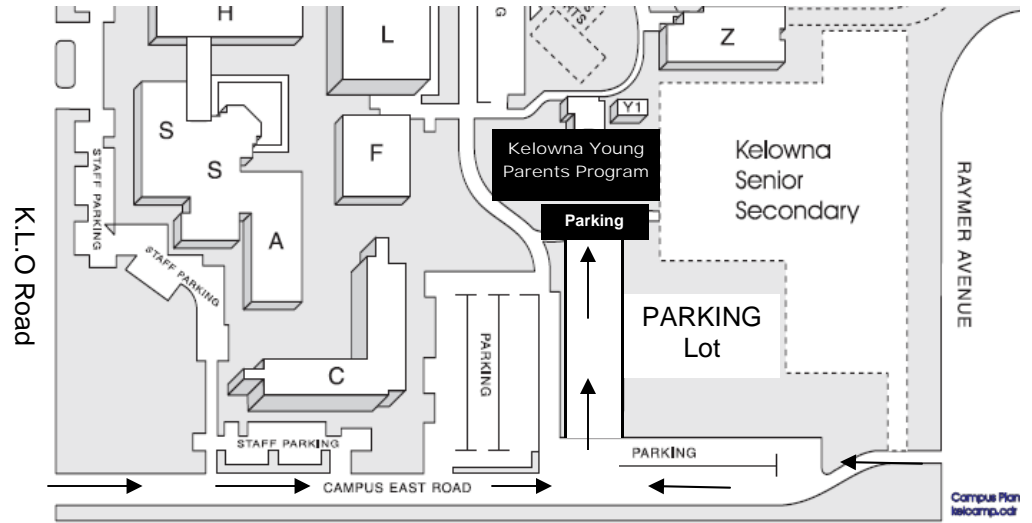 H
L
Z
S
S
F
A
C
Y1
STAFF PARKING
STAFF PARKING
STAFF PARKING
K.L.O Road
Kelowna Young
Parents Program
Parking
Kelowna
Senior
Secondary
RAYMER AVENUE
PARKING
Lot
PARKING
PARKING
CAMPUS EAST ROAD
Campus Plan
kelcamp.cdr